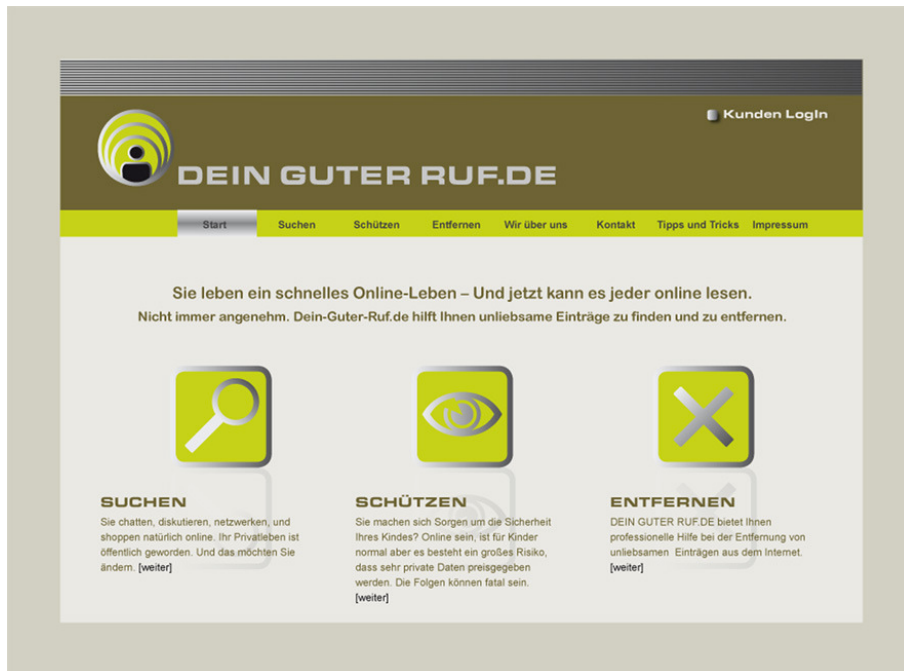 Kunden LogIn
DEIN GUTER RUF.DE
Start Suchen Schützen Entfernen Wir über uns Kontakt Tipps und Tricks Impressum
Sie leben ein schnelles Online-Leben – Und jetzt kann es jeder online lesen.
Nicht immer angenehm. Dein-Guter-Ruf.de hilft Ihnen unliebsame Einträge zu finden und zu entfernen.
SUCHEN
Sie chatten, diskutieren, netzwerken, und
shoppen natürlich online. Ihr Privatleben ist
öffentlich geworden. Und das möchten Sie
ändern. [weiter]
SCHÜTZEN
Sie machen sich Sorgen um die Sicherheit
Ihres Kindes? Online sein, ist für Kinder
normal aber es besteht ein großes Risiko,
dass sehr private Daten preisgegeben
werden. Die Folgen können fatal sein.
[weiter]
ENTFERNEN
DEIN GUTER RUF.DE bietet Ihnen
professionelle Hilfe bei der Entfernung von
unliebsamen Einträgen aus dem Internet.
[weiter]